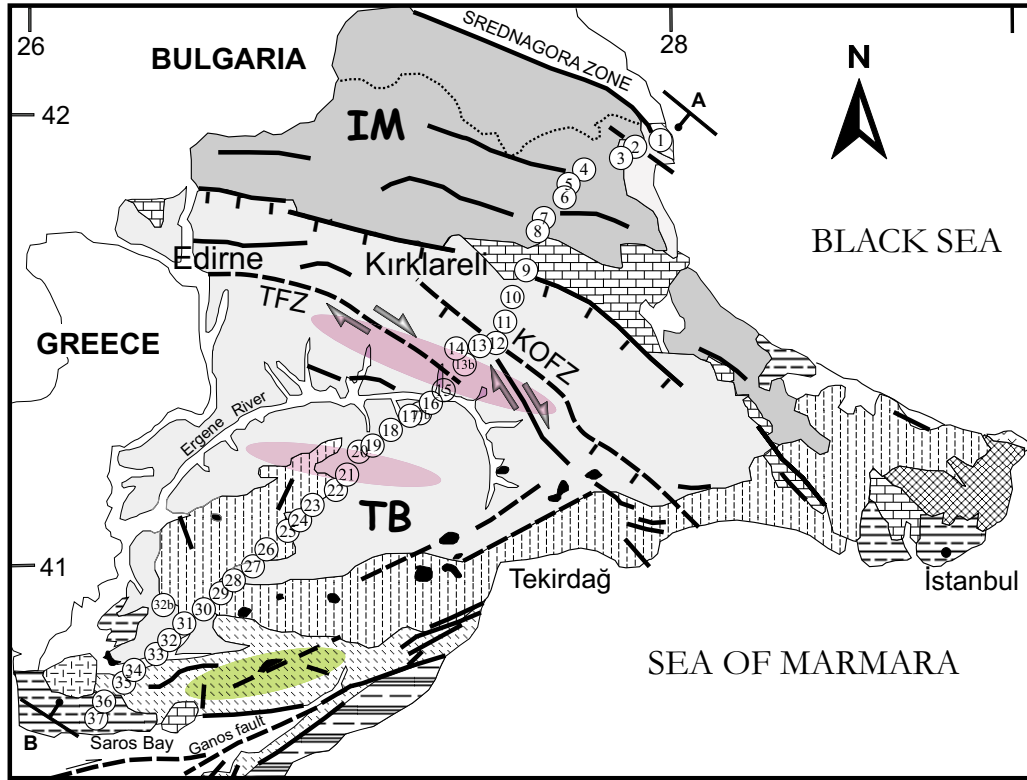 26
28
BULGARIA
SREDNAGORA ZONE
N
A
42
IM
1
2
3
4
5
6
7
8
BLACK SEA
Edirne
Kırklareli
9
TFZ
10
11
GREECE
KOFZ
14
13
12
13b
15
16
17
17b
Ergene River
18
19
20
21
22
TB
23
24
25
26
41
27
Tekirdağ
İstanbul
28
29
32b
30
31
32
33
SEA OF MARMARA
34
35
36
37
Saros Bay
Ganos fault
B